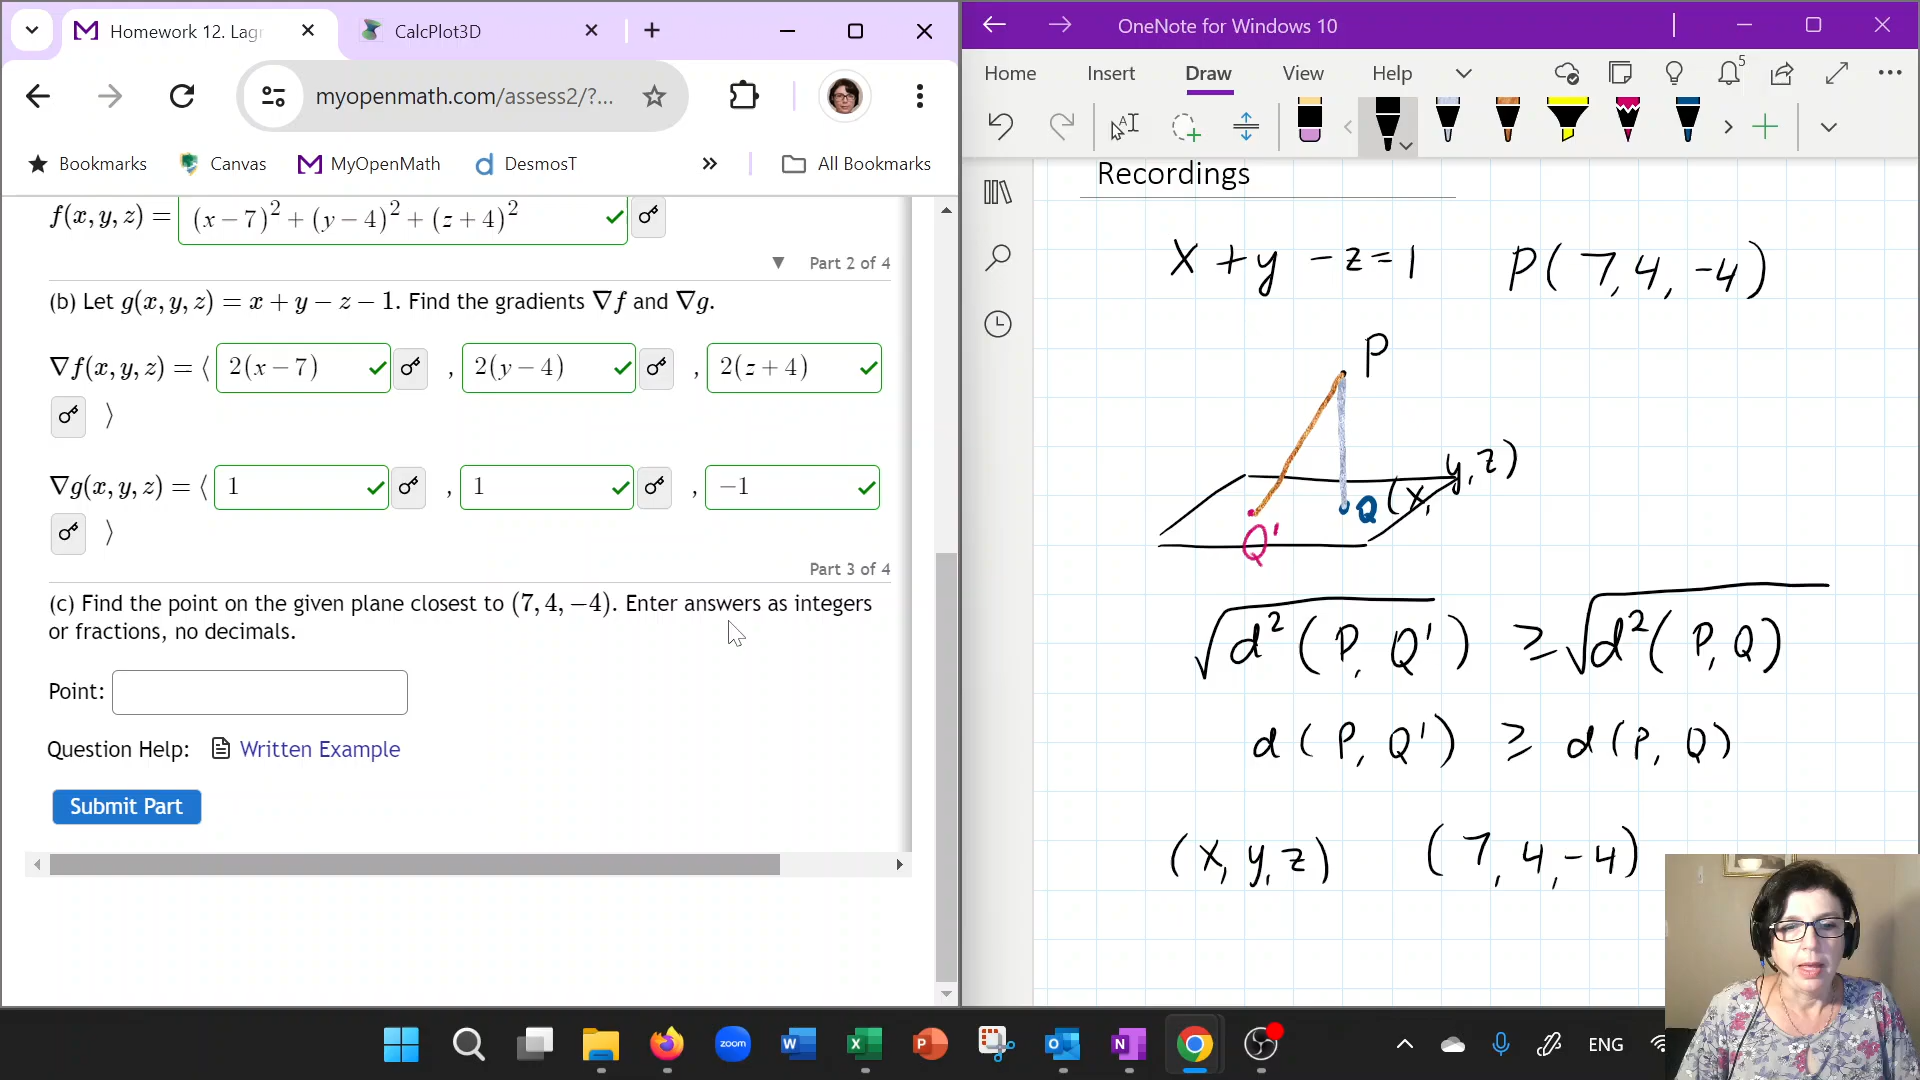 Homework 12. Lagr
CalcPlot3D
myopenmath.com/assess2/?...
Bookmarks
Canvas
MyOpenMath
DesmosT
»
All Bookmarks
f(x, y, z) = (x − 7)² + (y − 4)² + (z + 4)²
Part 2 of 4
(b) Let g(x, y, z) = x + y − z − 1. Find the gradients ∇f and ∇g.
∇f(x, y, z) = ⟨ 2(x − 7) , 2(y − 4) , 2(z + 4)
⟩
∇g(x, y, z) = ⟨ 1 , 1 , −1
⟩
Part 3 of 4
(c) Find the point on the given plane closest to (7, 4, −4). Enter answers as integers
or fractions, no decimals.
Point:
Question Help: Written Example
Submit Part
OneNote for Windows 10
Home Insert Draw View Help
5
Recordings
x + y − z = 1 P(7, 4, −4)
P
Q (x, y, z)
Q'
√d²(P, Q') ≥ √d²(P, Q)
d(P, Q') ≥ d(P, Q)
(x, y, z) (7, 4, −4)
zoom
W
X
P
N
ENG